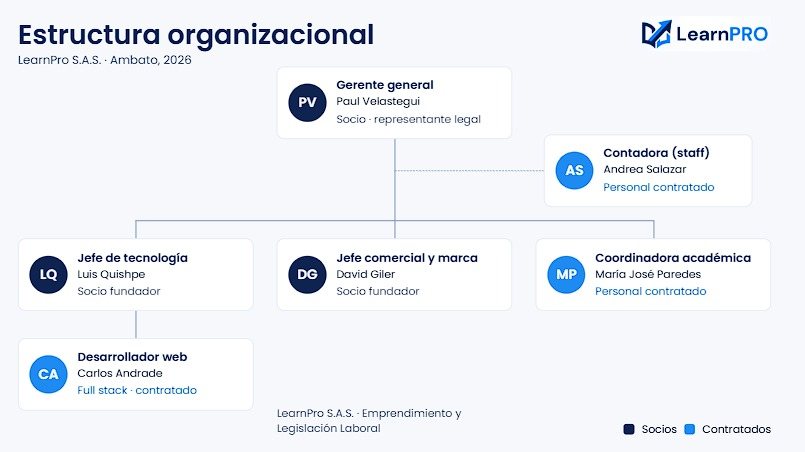 Estructura organizacional
LearnPro S.A.S. · Ambato, 2026
LearnPRO
PV
Gerente general
Paul Velastegui
Socio · representante legal
AS
Contadora (staff)
Andrea Salazar
Personal contratado
LQ
Jefe de tecnología
Luis Quishpe
Socio fundador
DG
Jefe comercial y marca
David Giler
Socio fundador
MP
Coordinadora académica
María José Paredes
Personal contratado
CA
Desarrollador web
Carlos Andrade
Full stack · contratado
LearnPro S.A.S. · Emprendimiento y
Legislación Laboral
Socios
Contratados